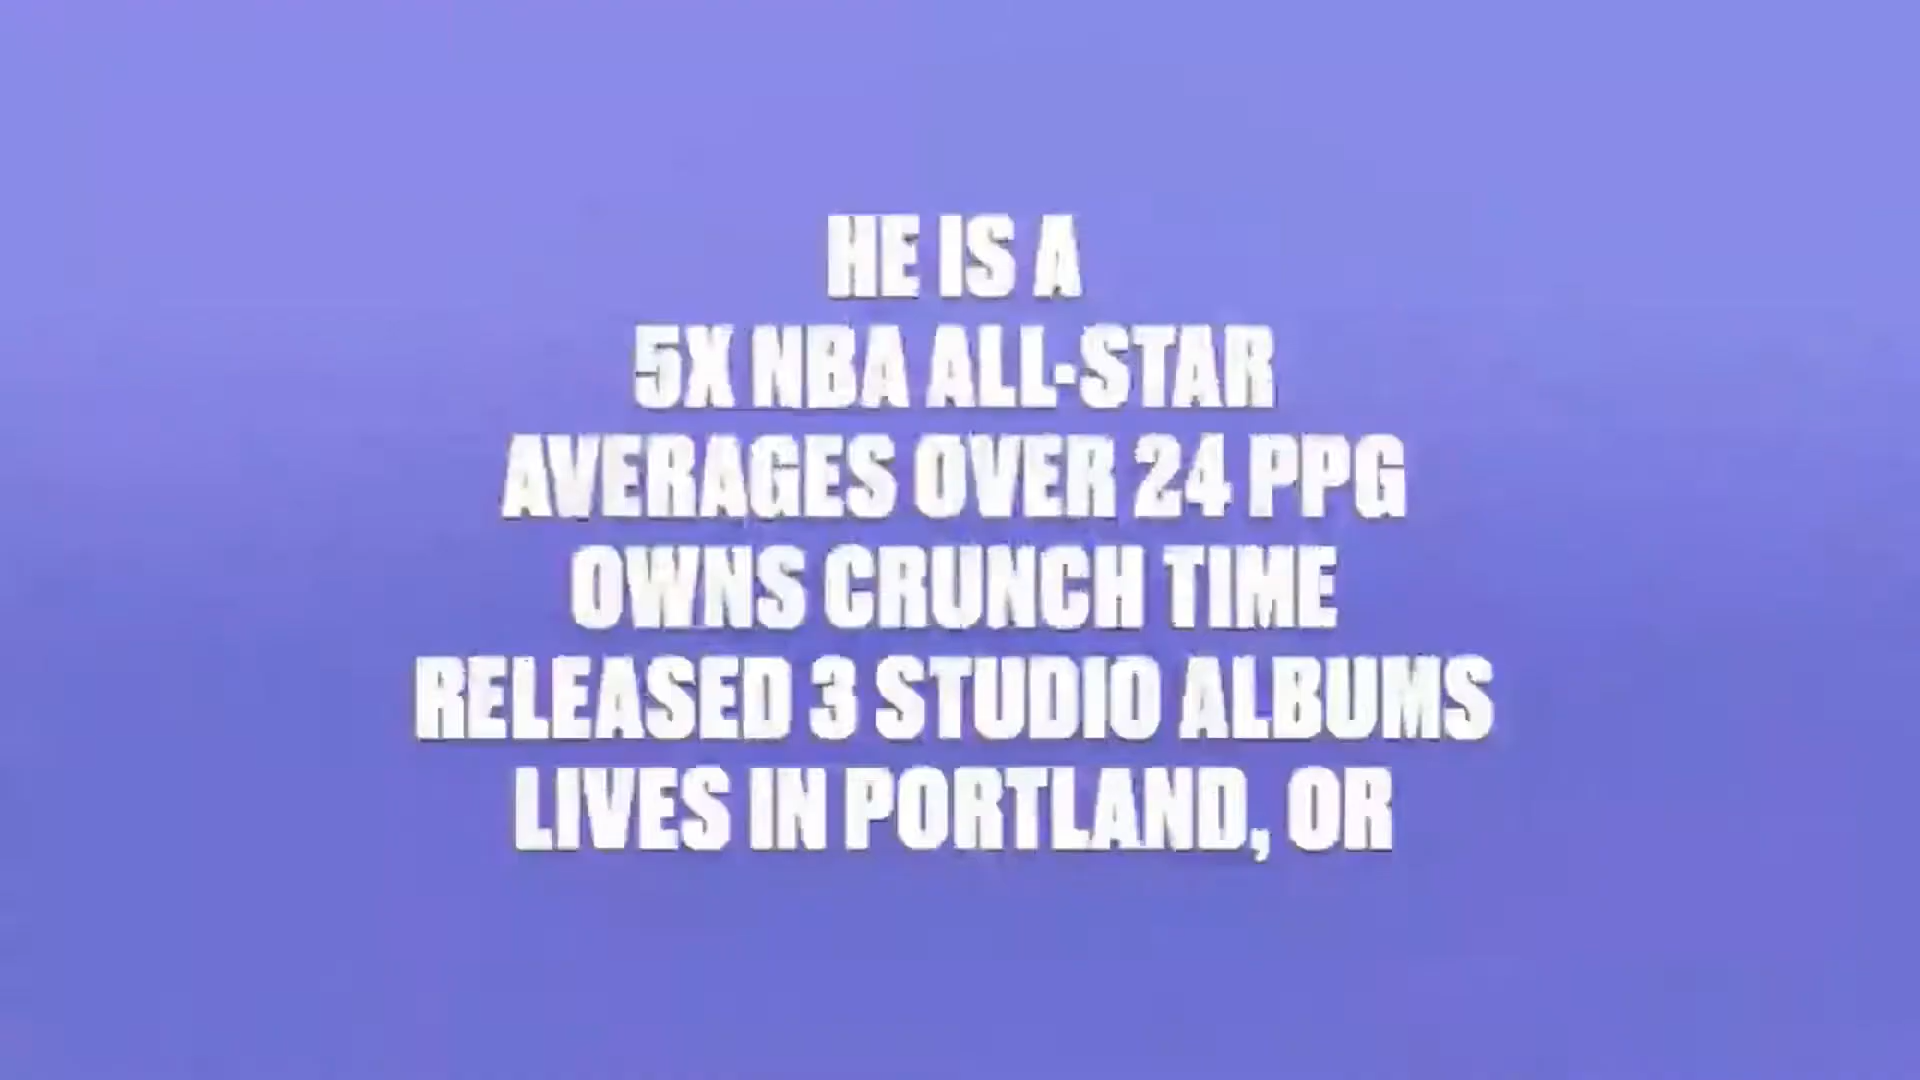 HE IS A
5X NBA ALL-STAR
AVERAGES OVER 24 PPG
OWNS CRUNCH TIME
RELEASED 3 STUDIO ALBUMS
LIVES IN PORTLAND, OR